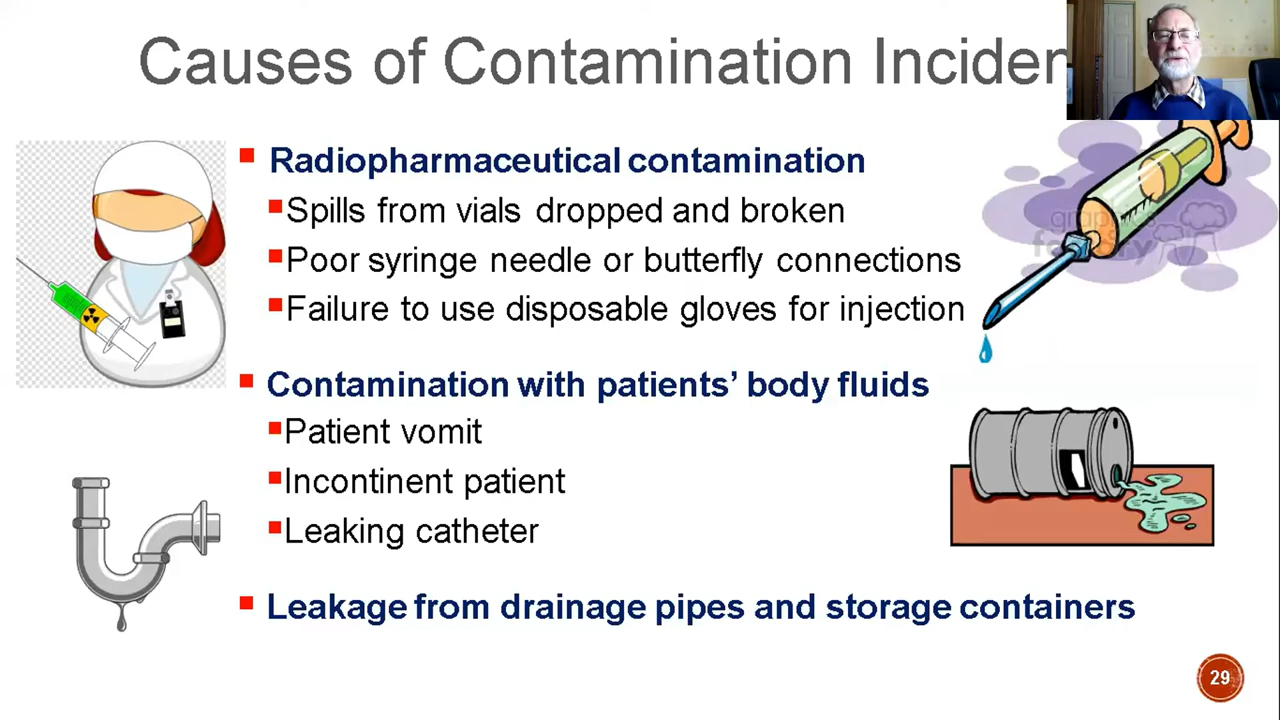 Causes of Contamination Inciden
Radiopharmaceutical contamination
Spills from vials dropped and broken
Poor syringe needle or butterfly connections
Failure to use disposable gloves for injection
Contamination with patients’ body fluids
Patient vomit
Incontinent patient
Leaking catheter
Leakage from drainage pipes and storage containers
29